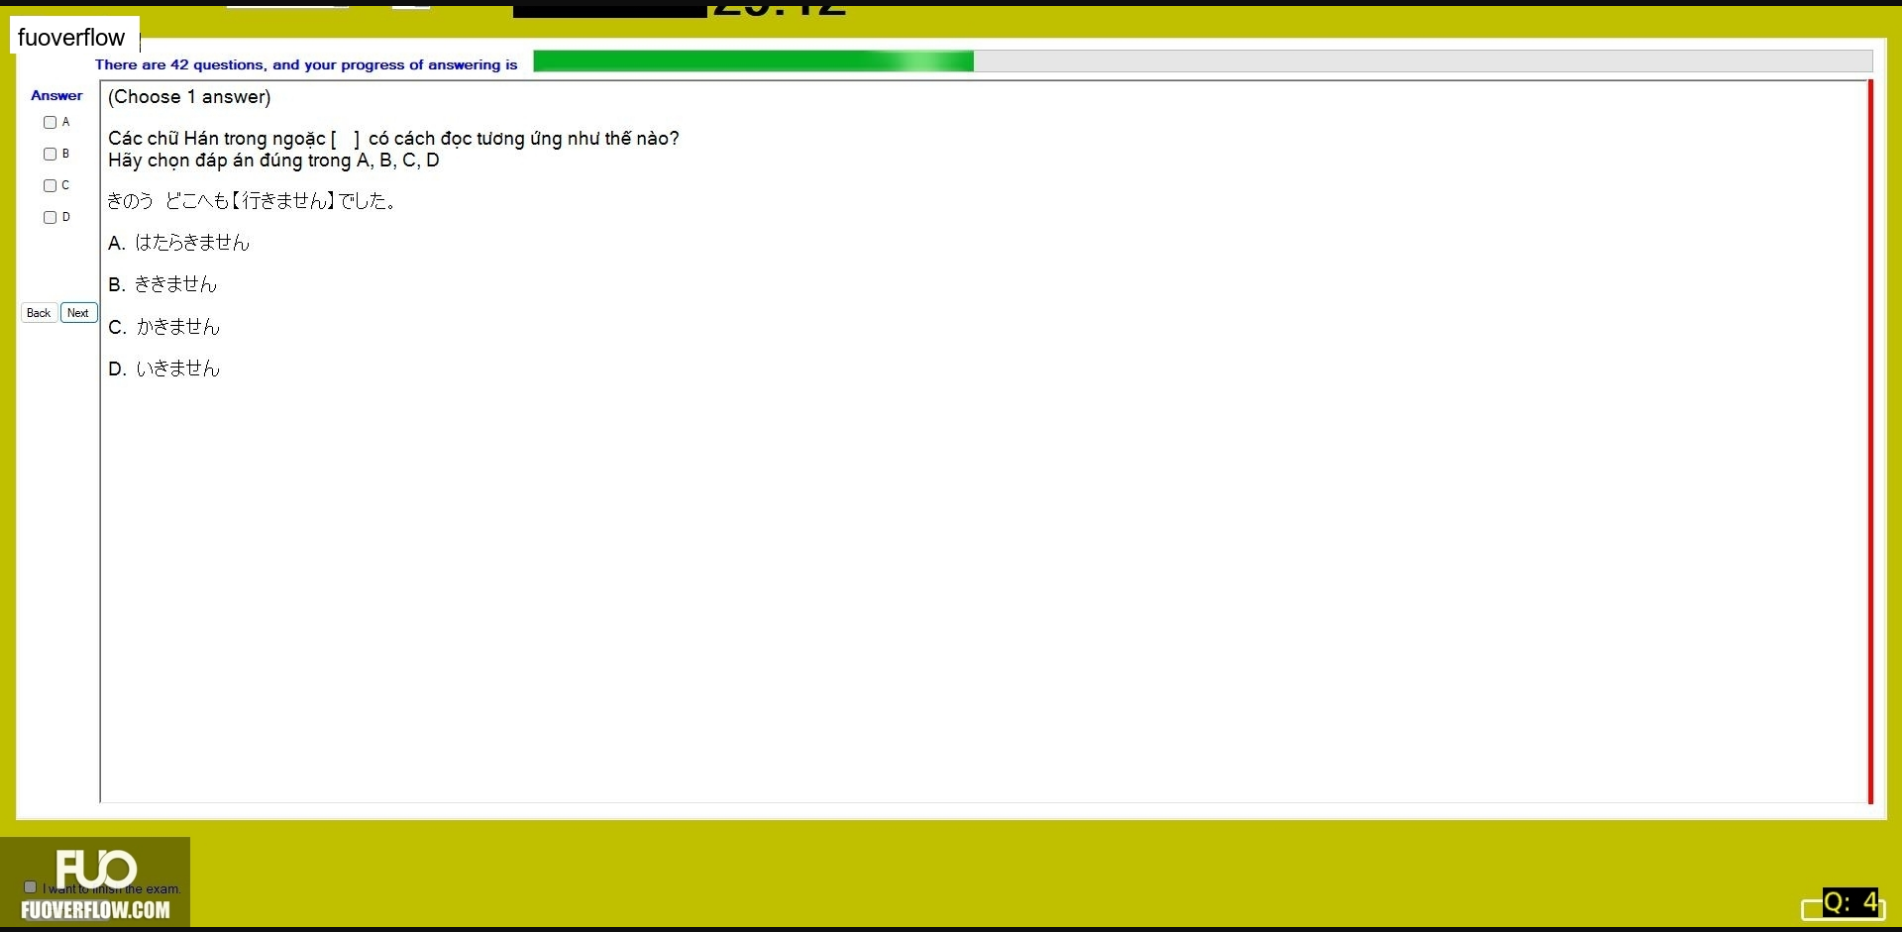 fuoverflow
There are 42 questions, and your progress of answering is
Answer
(Choose 1 answer)
A
B
C
D
Các chữ Hán trong ngoặc [ ] có cách đọc tương ứng như thế nào?
Hãy chọn đáp án đúng trong A, B, C, D
きのう どこへも【行きません】でした。
A. はたらきません
B. ききません
Back
Next
C. かきません
D. いきません
FUO
I want to finish the exam.
FUOVERFLOW.COM
Q: 4